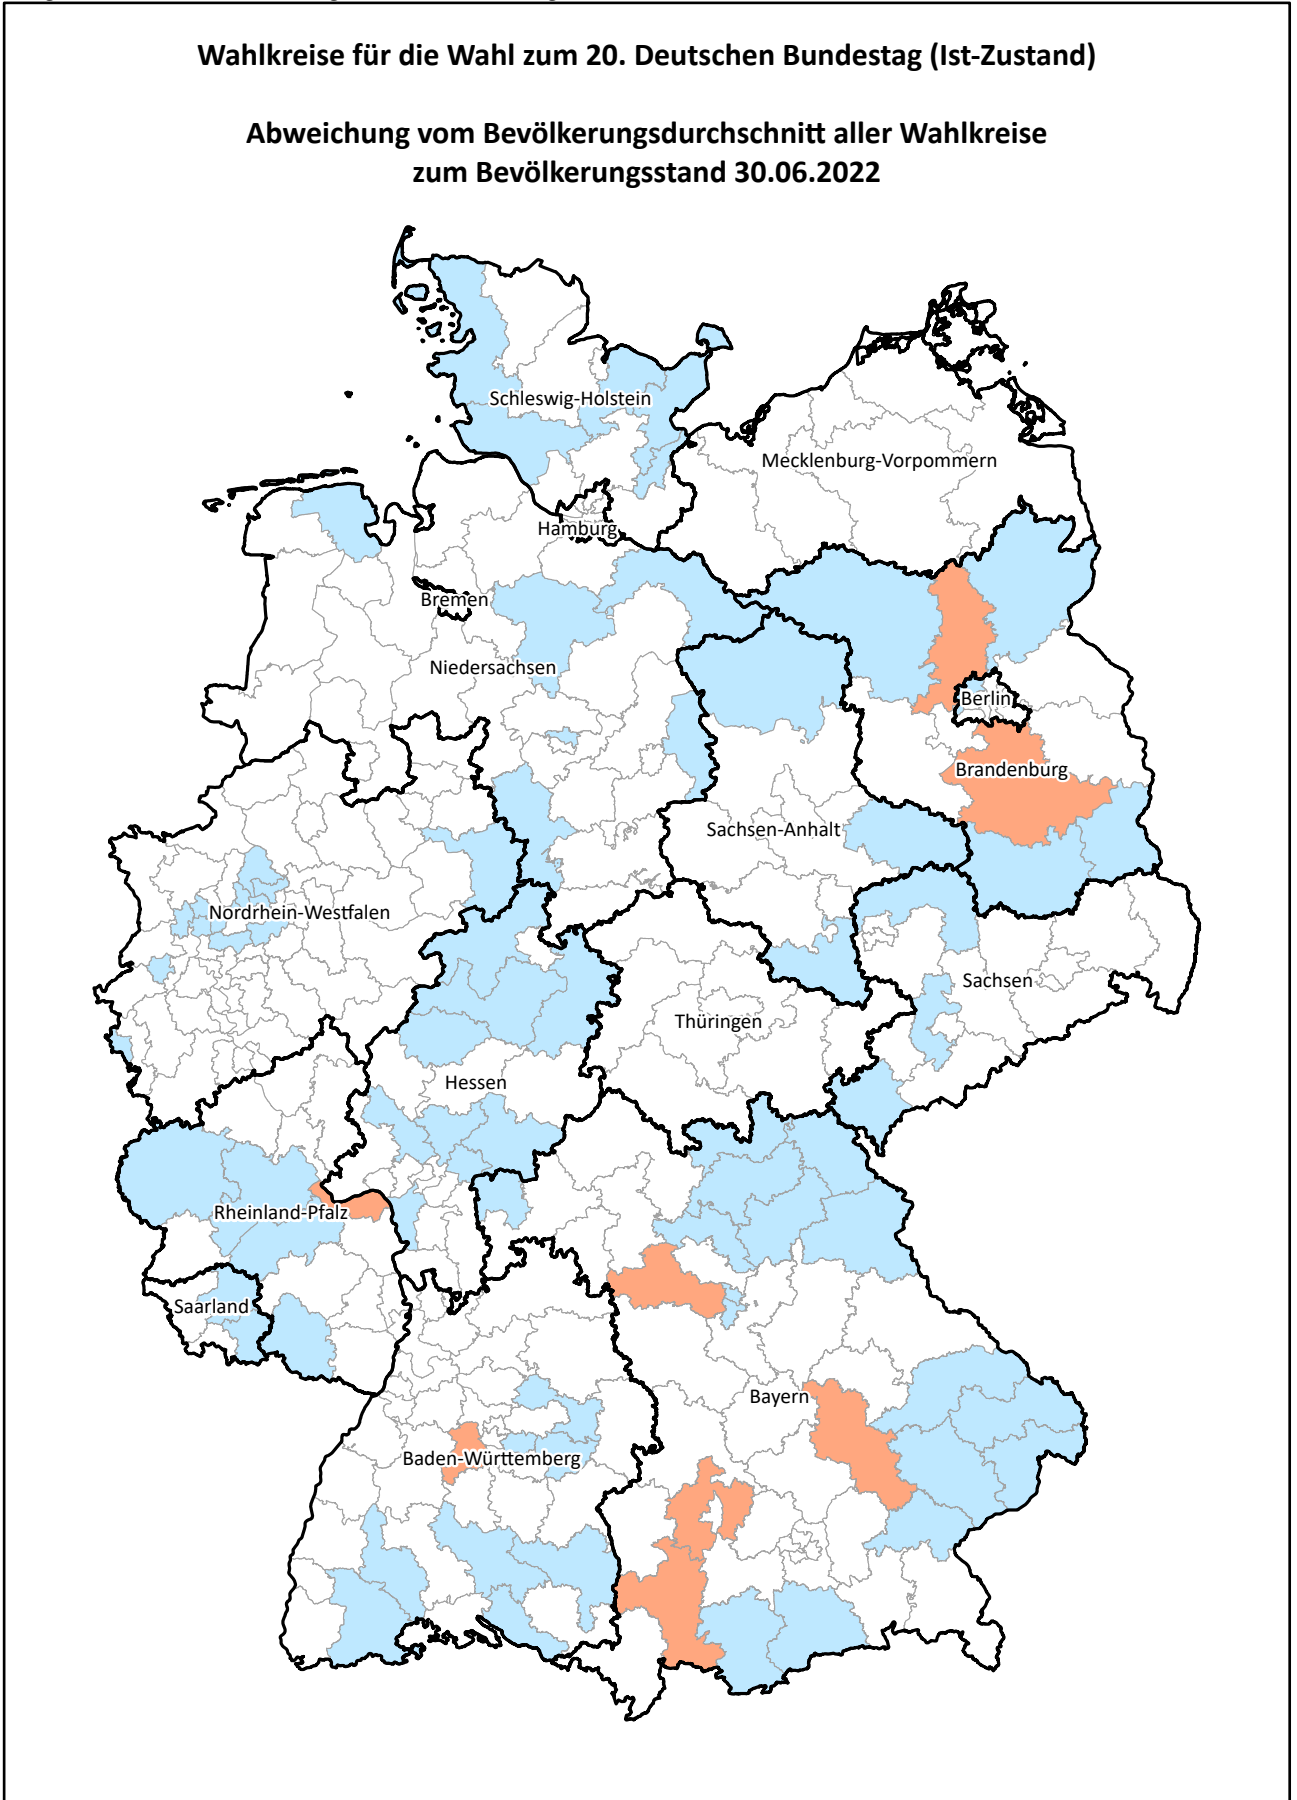 Wahlkreise für die Wahl zum 20. Deutschen Bundestag (Ist-Zustand)
Abweichung vom Bevölkerungsdurchschnitt aller Wahlkreise
zum Bevölkerungsstand 30.06.2022
Schleswig-Holstein
Mecklenburg-Vorpommern
Hamburg
Bremen
Niedersachsen
Berlin
Brandenburg
Sachsen-Anhalt
Nordrhein-Westfalen
Sachsen
Thüringen
Hessen
Rheinland-Pfalz
Saarland
Bayern
Baden-Württemberg